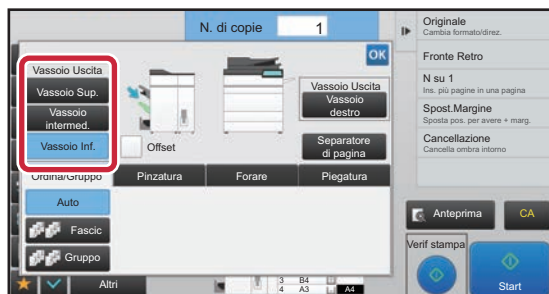 N. di copie
1
Originale
Cambia formato/direz.
Fronte Retro
N su 1
Ins. più pagine in una pagina
Spost.Margine
Sposta pos. per avere + marg.
Cancellazione
Cancella ombra intorno
OK
Vassoio Uscita
Vassoio Sup.
Vassoio
intermed.
Vassoio Inf.
Offset
Vassoio Uscita
Vassoio
destro
Separatore
di pagina
Ordina/Gruppo
Pinzatura
Forare
Piegatura
Auto
Fascic
Gruppo
Altri
3 B4
4 A3
A4
Anteprima
CA
Verif stampa
Start